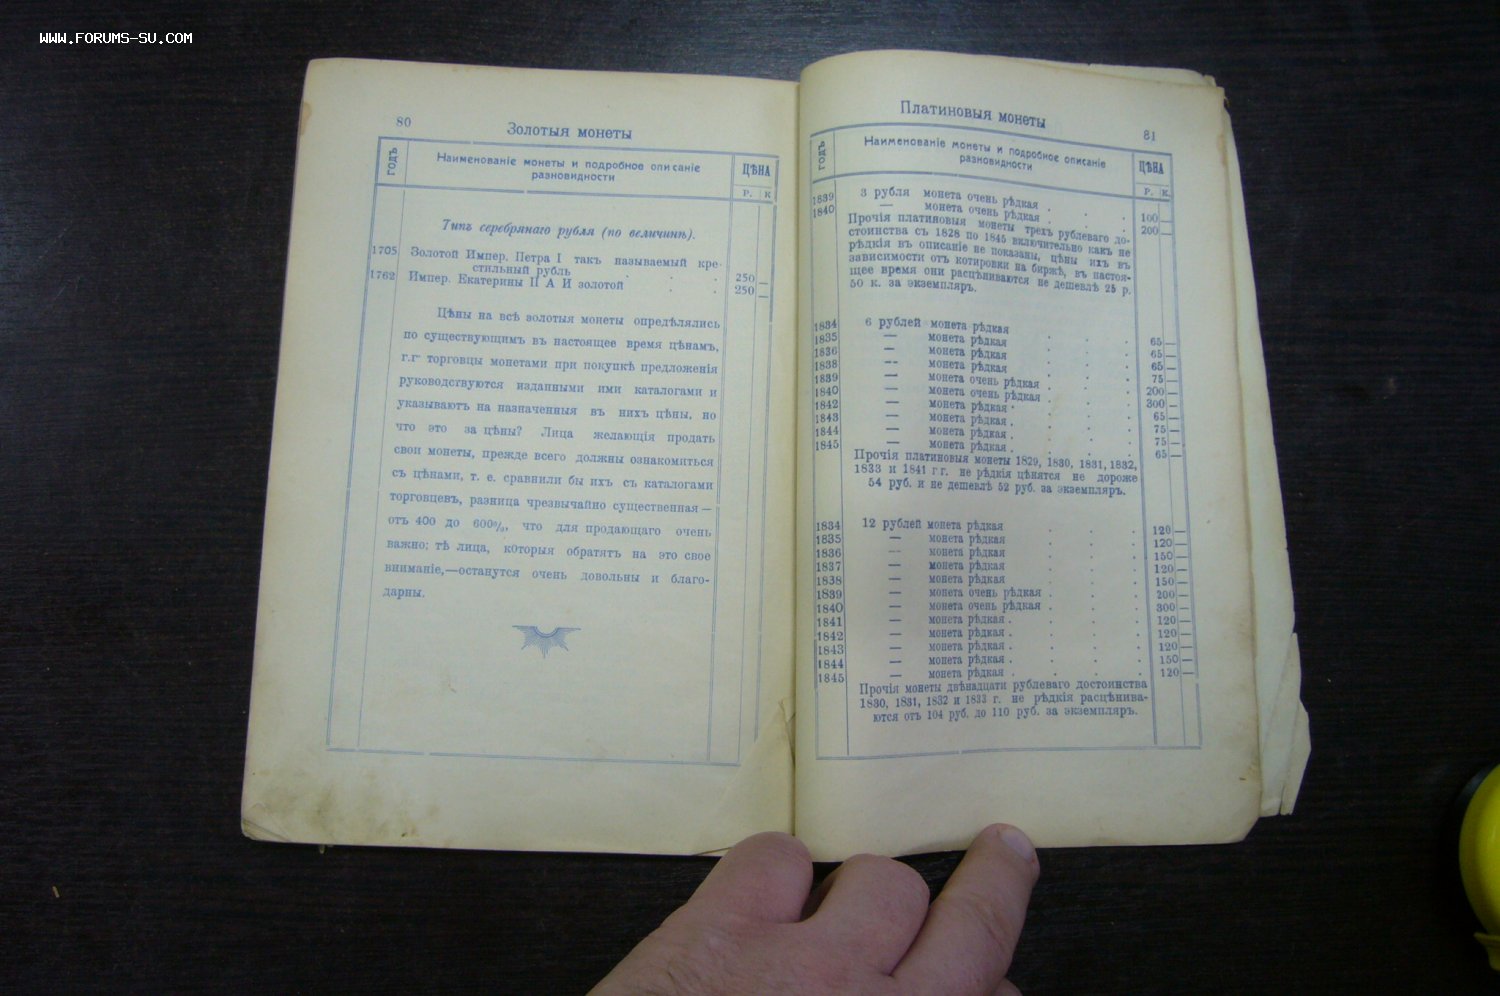 WWW.FORUMS-SU.COM
80
Золотыя монеты
ГОДЪ
Наименованіе монеты и подробное описаніе
разновидности
ЦѢНА
Р. К
Типъ серебрянаго рубля (по величинѣ).
1705 Золотой Импер. Петра I такъ называемый кре-
стильный рубль . . 250 —
1762 Импер. Екатерины II А И золотой . . 250 —
Цѣны на всѣ золотыя монеты опредѣлялись
по существующимъ въ настоящее время цѣнамъ,
г.г. торговцы монетами при покупкѣ предложенія
руководствуются изданными ими каталогами и
указываютъ на назначенныя въ нихъ цѣны, но
что это за цѣны? Лица желающія продать
свои монеты, прежде всего должны ознакомиться
съ цѣнами, т. е. сравнили бы ихъ съ каталогами
торговцевъ, разница чрезвычайно существенная —
отъ 400 до 600%, что для продающаго очень
важно; тѣ лица, которыя обратятъ на это свое
вниманіе,—останутся очень довольны и благо-
дарны.
Платиновыя монеты
81
ГОДЪ
Наименованіе монеты и подробное описаніе
разновидности
ЦѢНА
Р. К.
1839 3 рубля монета очень рѣдкая . . . 100 —
1840 — монета очень рѣдкая . . . 200 —
Прочія платиновыя монеты трехъ рублеваго до-
стоинства съ 1828 по 1845 включительно какъ не
рѣдкія въ описаніе не показаны, цѣны ихъ въ
зависимости отъ котировки на биржѣ, въ настоя-
щее время они расцѣниваются не дешевлѣ 25 р.
50 к. за экземпляръ.
1834 6 рублей монета рѣдкая . . . 65 —
1835 — монета рѣдкая . . . 65 —
1836 — монета рѣдкая . . . 65 —
1838 — монета рѣдкая . . . 75 —
1839 — монета очень рѣдкая . . . 200 —
1840 — монета очень рѣдкая . . . 300 —
1842 — монета рѣдкая . . . 65 —
1843 — монета рѣдкая . . . 75 —
1844 — монета рѣдкая . . . 75 —
1845 — монета рѣдкая . . . 65 —
Прочія платиновыя монеты 1829, 1830, 1831, 1832,
1833 и 1841 г г. не рѣдкія цѣнятся не дороже
54 руб. и не дешевлѣ 52 руб. за экземпляръ.
1834 12 рублей монета рѣдкая . . . 120 —
1835 — монета рѣдкая . . . 120 —
1836 — монета рѣдкая . . . 150 —
1837 — монета рѣдкая . . . 120 —
1838 — монета рѣдкая . . . 150 —
1839 — монета очень рѣдкая . . . 200 —
1840 — монета очень рѣдкая . . . 300 —
1841 — монета рѣдкая . . . . 120 —
1842 — монета рѣдкая . . . . 120 —
1843 — монета рѣдкая . . . . 120 —
1844 — монета рѣдкая . . . . 150 —
1845 — монета рѣдкая . . . . 120 —
Прочія монеты двѣнадцати рублеваго достоинства
1830, 1831, 1832 и 1833 г. не рѣдкія расцѣнива-
ются отъ 104 руб. до 110 руб. за экземпляръ.